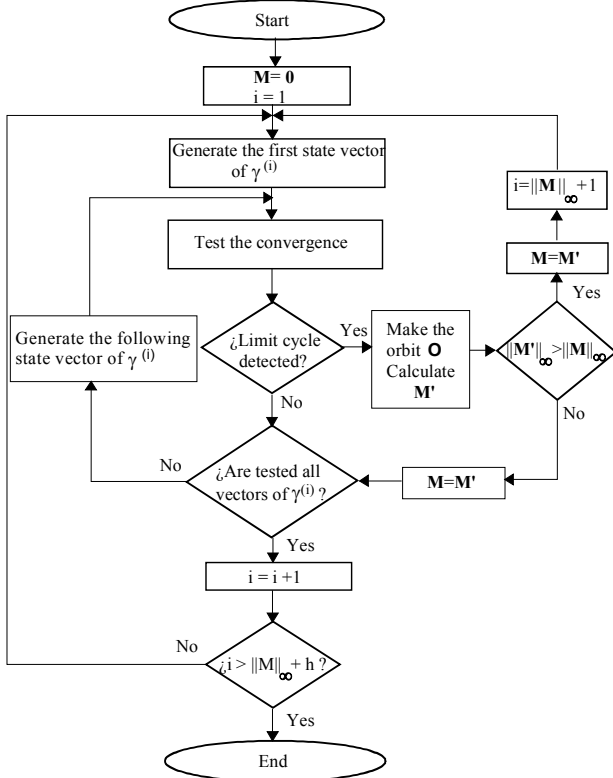 Start
M= 0
i = 1
Generate the first state vector
of γ (i)
i=||M||∞+1
Test the convergence
M=M'
Yes
Generate the following
state vector of γ (i)
¿Limit cycle
detected?
Yes
Make the
orbit O
Calculate
M'
||M'||∞>||M||∞
No
No
¿Are tested all
vectors of γ(i) ?
No
M=M'
Yes
i = i +1
No
¿i > ||M||∞ + h ?
Yes
End